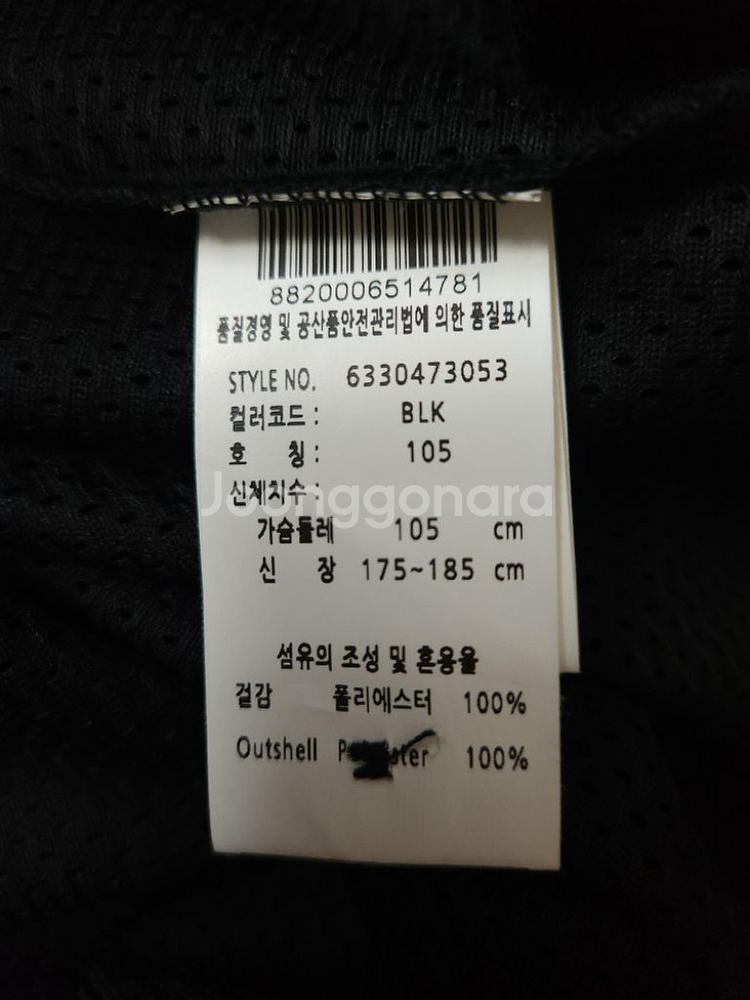 8820006514781
품질경영 및 공산품안전관리법에 의한 품질표시
STYLE NO. 6330473053
컬러코드 : BLK
호 칭 : 105
신체치수 :
Joonggonara
가슴둘레 105 cm
신 장 175~185 cm
섬유의 조성 및 혼용율
겉감 폴리에스터 100%
Outshell 100%